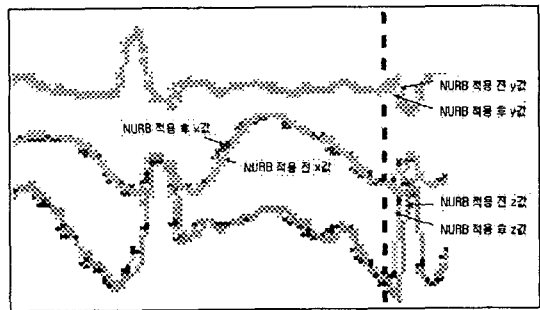 NURB 적용 전 y값
NURB 적용 후 y값
NURB 적용 후 x값
NURB 적용 전 x값
NURB 적용 전 z값
NURB 적용 후 z값